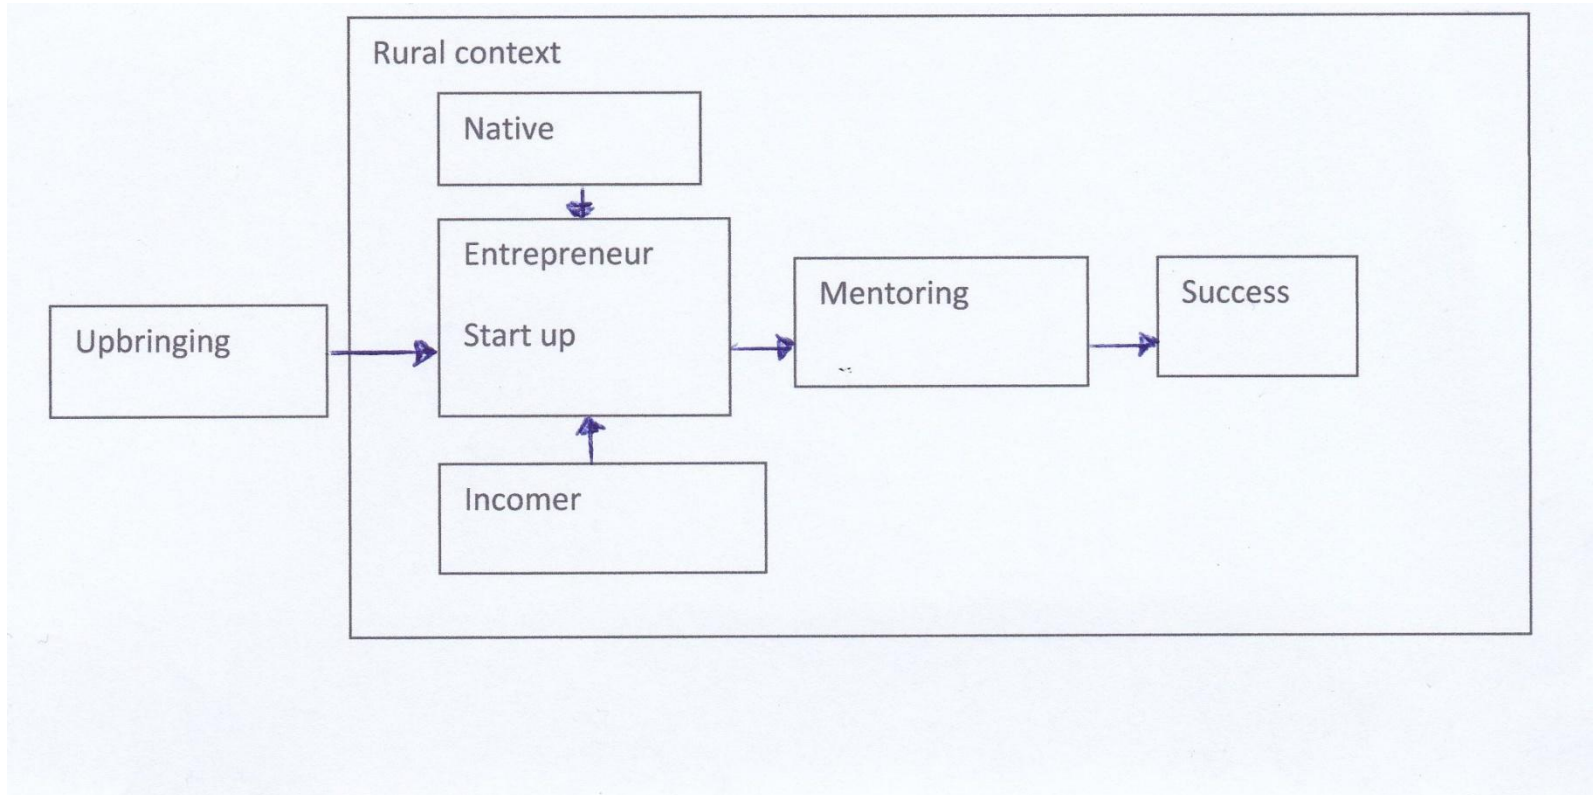 Rural context
Native
Entrepreneur
Start up
Mentoring
Success
Upbringing
Incomer